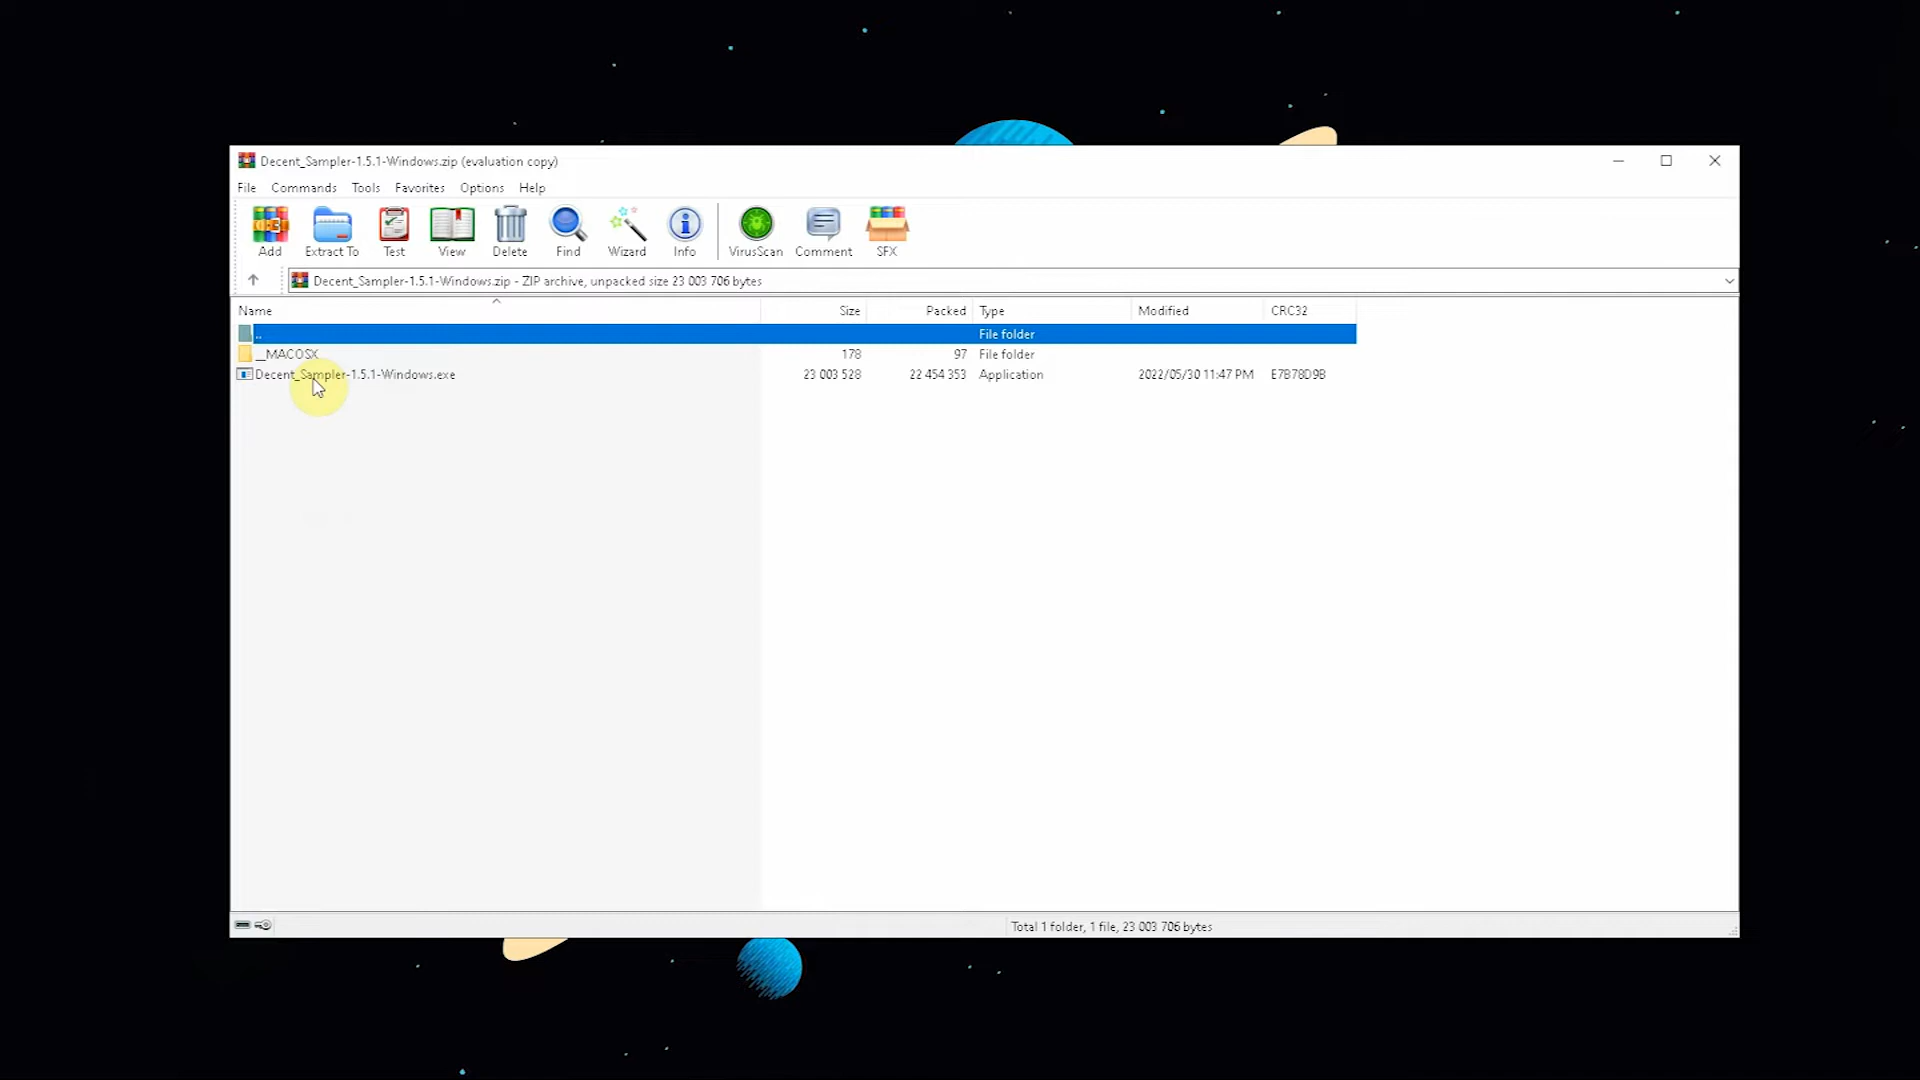 Decent_Sampler-1.5.1-Windows.zip (evaluation copy)
File Commands Tools Favorites Options Help
Add Extract To Test View Delete Find Wizard Info VirusScan Comment SFX
Decent_Sampler-1.5.1-Windows.zip - ZIP archive, unpacked size 23 003 706 bytes
Name Size Packed Type Modified CRC32
.. File folder
__MACOSX 178 97 File folder
Decent_Sampler-1.5.1-Windows.exe 23 003 528 22 454 353 Application 2022/05/30 11:47 PM E7B78D9B
Total 1 folder, 1 file, 23 003 706 bytes